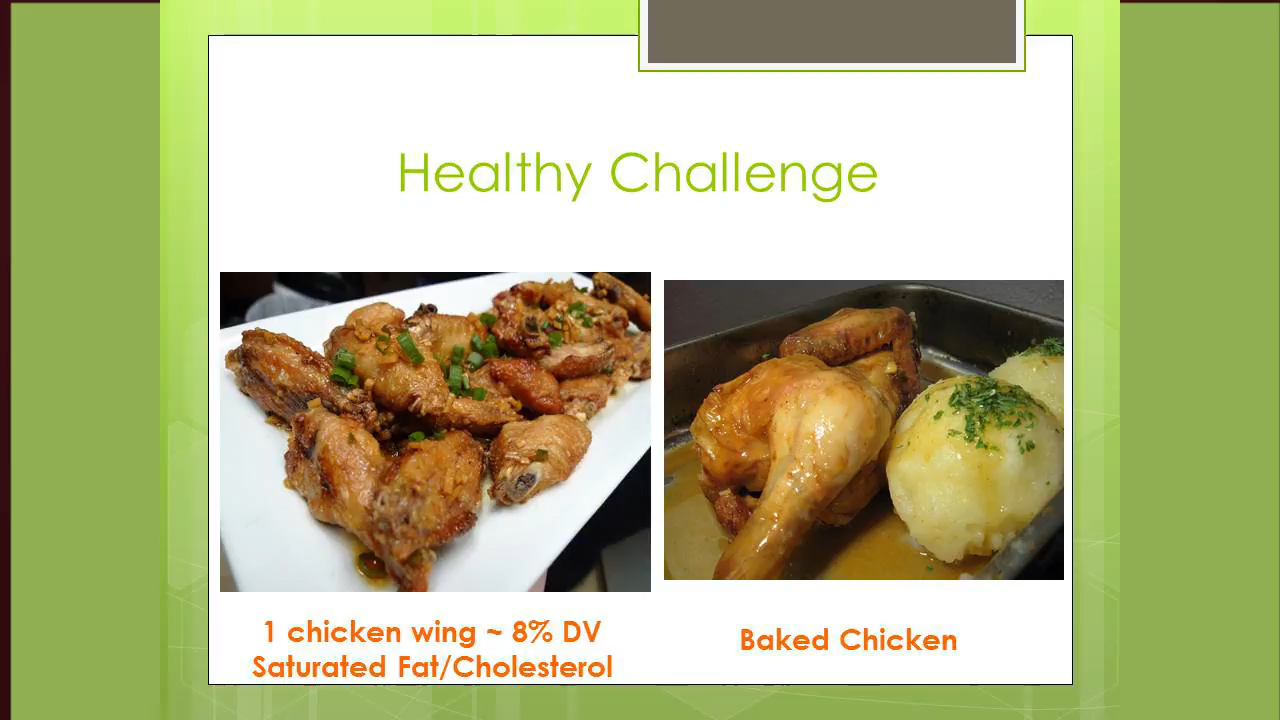 Healthy Challenge
1 chicken wing ~ 8% DV
Saturated Fat/Cholesterol
Baked Chicken